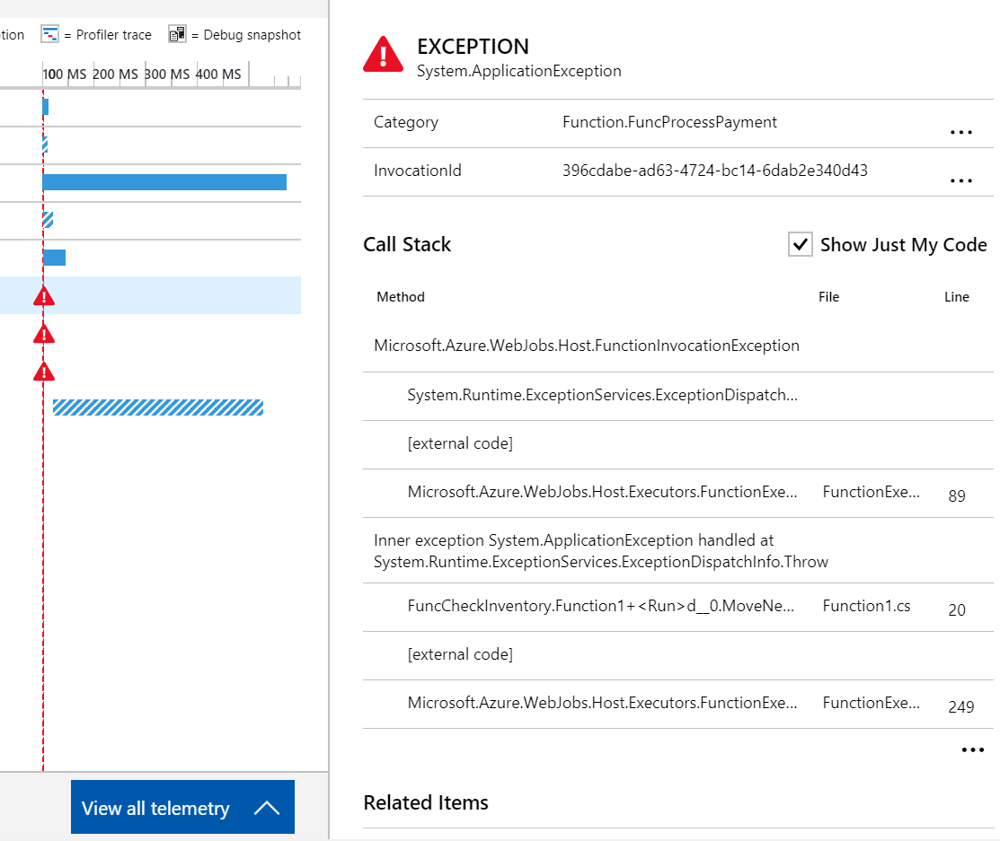 tion = Profiler trace = Debug snapshot
100 MS 200 MS 300 MS 400 MS
View all telemetry
EXCEPTION
System.ApplicationException
Category Function.FuncProcessPayment ...
InvocationId 396cdabe-ad63-4724-bc14-6dab2e340d43 ...
Call Stack Show Just My Code
Method File Line
Microsoft.Azure.WebJobs.Host.FunctionInvocationException
System.Runtime.ExceptionServices.ExceptionDispatch...
[external code]
Microsoft.Azure.WebJobs.Host.Executors.FunctionExe... FunctionExe... 89
Inner exception System.ApplicationException handled at
System.Runtime.ExceptionServices.ExceptionDispatchInfo.Throw
FuncCheckInventory.Function1+<Run>d__0.MoveNe... Function1.cs 20
[external code]
Microsoft.Azure.WebJobs.Host.Executors.FunctionExe... FunctionExe... 249
...
Related Items